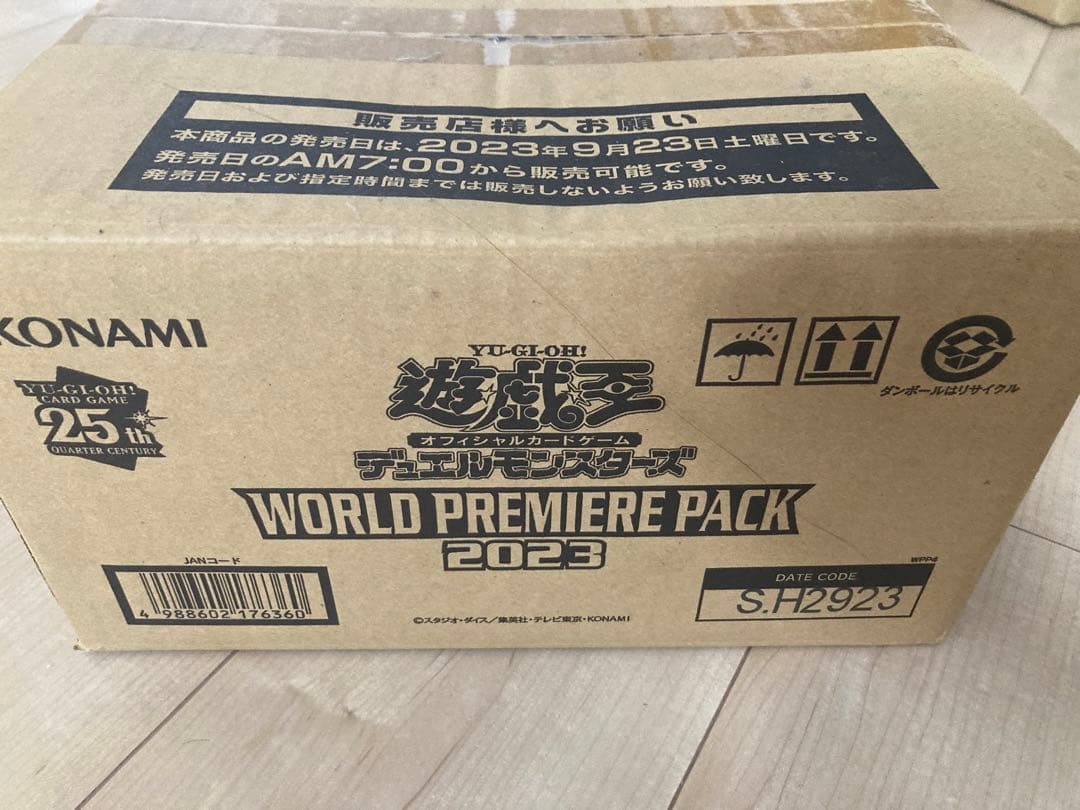 販売店様へお願い
本商品の発売日は、2023年9月23日土曜日です。
発売日のAM7:00から販売可能です。
発売日および指定時間までは販売しないようお願い致します。
KONAMI
YU-GI-OH!
CARD GAME
25th
QUARTER CENTURY
YU-GI-OH!
遊戯王
オフィシャルカードゲーム
デュエルモンスターズ
WORLD PREMIERE PACK
2023
ダンボールはリサイクル
JANコード
4 988602 176360
©スタジオ・ダイス/集英社・テレビ東京・KONAMI
WPP4
DATE CODE
S.H2923